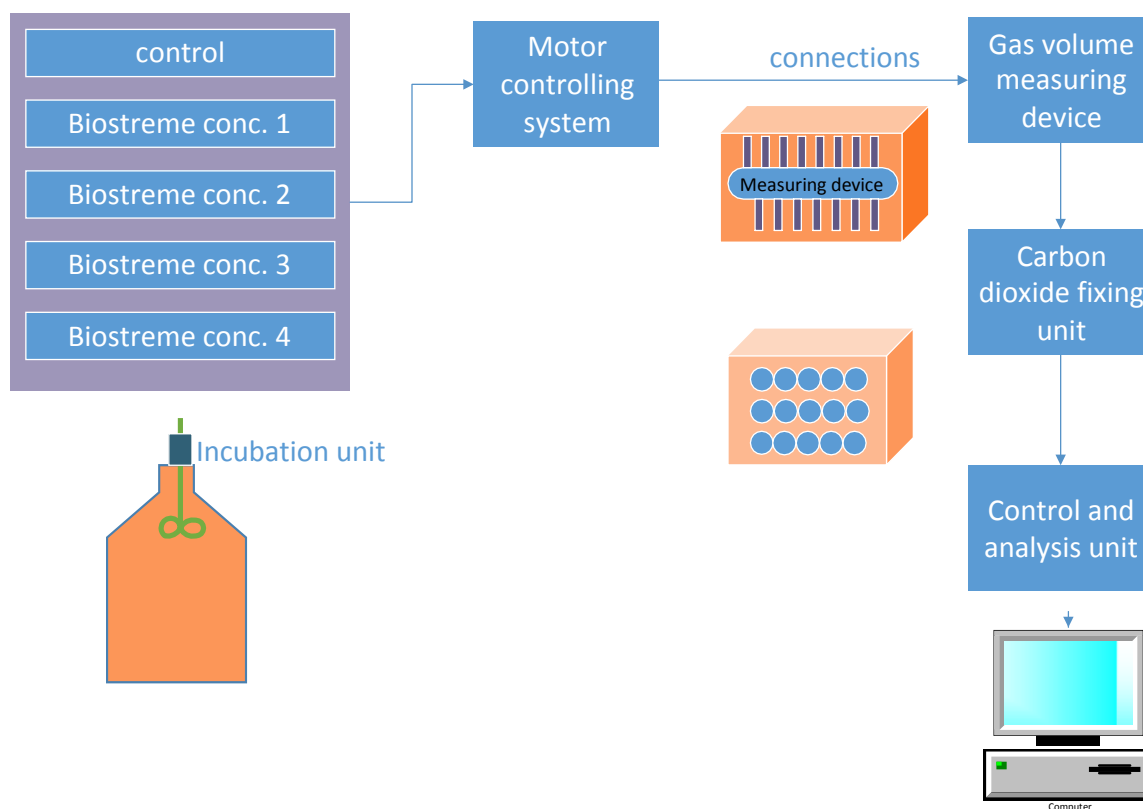 control
Biostreme conc. 1
Biostreme conc. 2
Biostreme conc. 3
Biostreme conc. 4
Incubation unit
Motor
controlling
system
connections
Measuring device
Gas volume
measuring
device
Carbon
dioxide fixing
unit
Control and
analysis unit
Computer